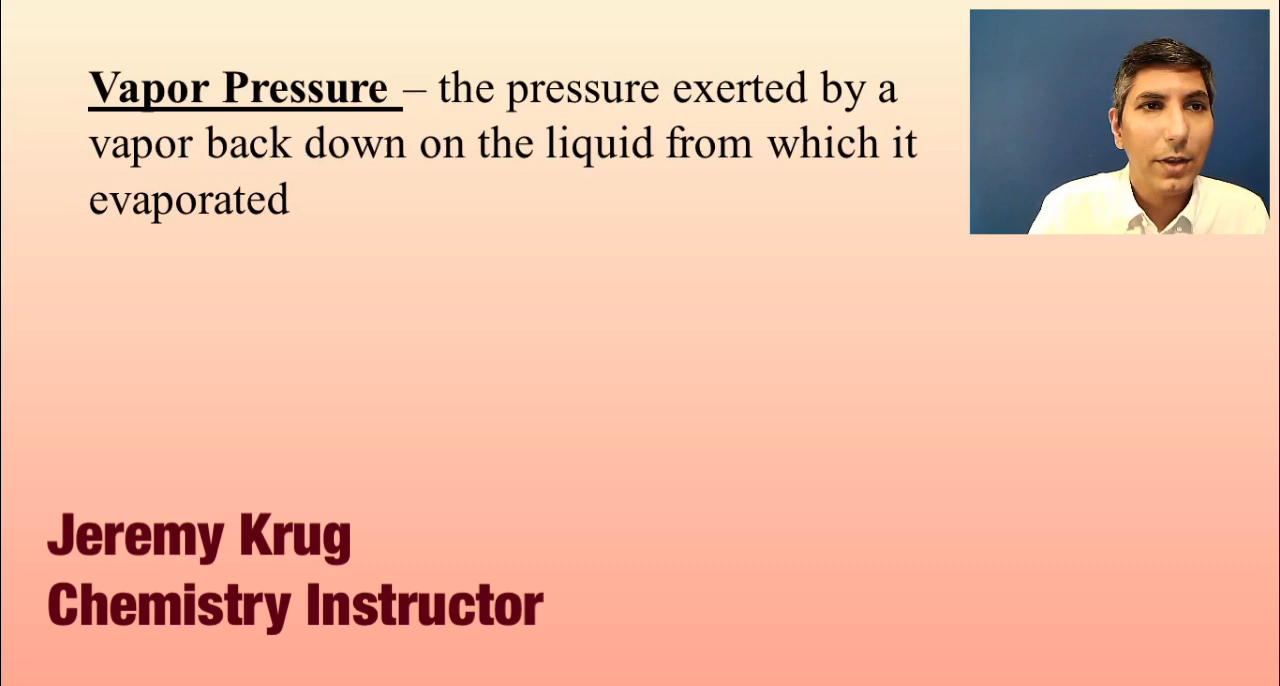 Vapor Pressure – the pressure exerted by a
vapor back down on the liquid from which it
evaporated
Jeremy Krug
Chemistry Instructor